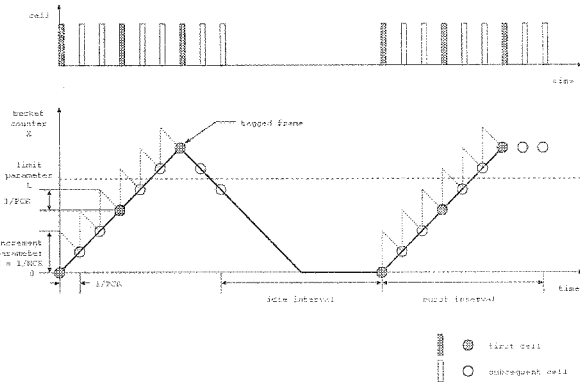 cell
time
bucket
counter
X
tagged frame
limit
parameter
L
1/PCR
increment
parameter
= 1/MCR
0
1/PCR
idle interval
burst interval
time
first cell
subsequent cell